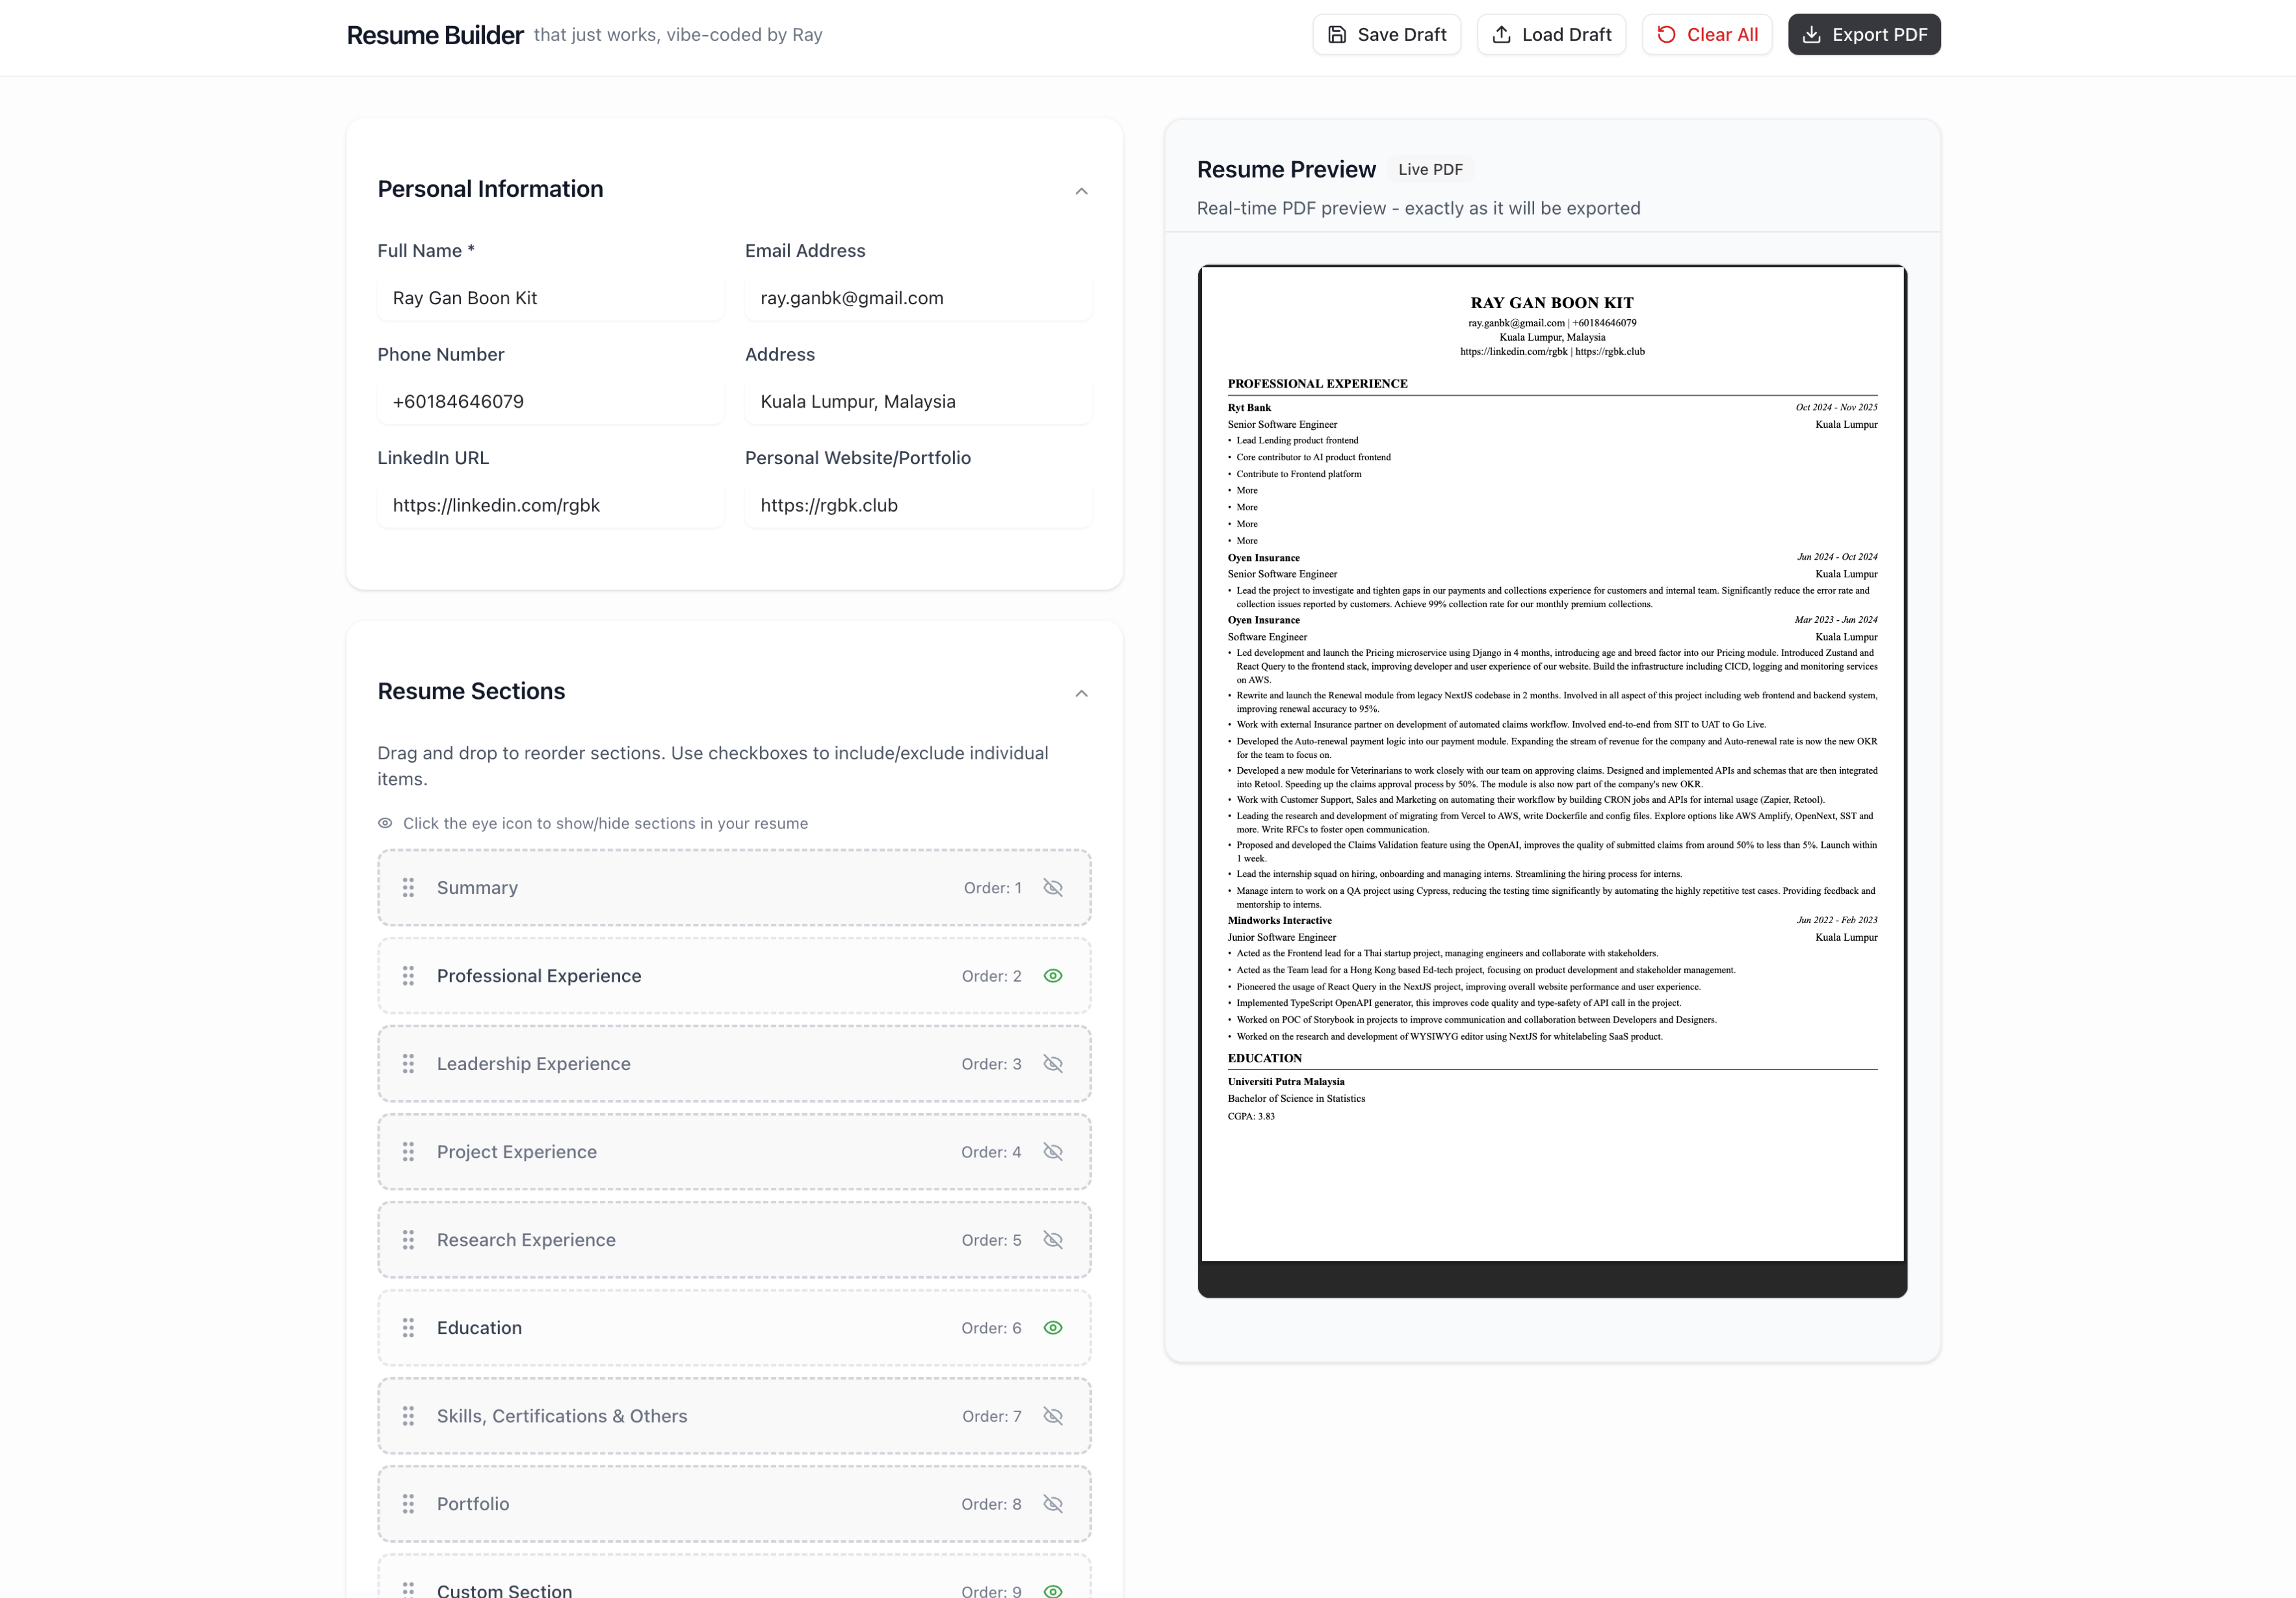 Resume Builder that just works, vibe-coded by Ray
Save Draft
Load Draft
Clear All
Export PDF
Personal Information
Full Name *
Email Address
Ray Gan Boon Kit
ray.ganbk@gmail.com
Phone Number
Address
+60184646079
Kuala Lumpur, Malaysia
LinkedIn URL
Personal Website/Portfolio
https://linkedin.com/rgbk
https://rgbk.club
Resume Sections
Drag and drop to reorder sections. Use checkboxes to include/exclude individual
items.
Click the eye icon to show/hide sections in your resume
Summary Order: 1
Professional Experience Order: 2
Leadership Experience Order: 3
Project Experience Order: 4
Research Experience Order: 5
Education Order: 6
Skills, Certifications & Others Order: 7
Portfolio Order: 8
Custom Section Order: 9
Resume Preview Live PDF
Real-time PDF preview - exactly as it will be exported
RAY GAN BOON KIT
ray.ganbk@gmail.com | +60184646079
Kuala Lumpur, Malaysia
https://linkedin.com/rgbk | https://rgbk.club
PROFESSIONAL EXPERIENCE
Ryt Bank Oct 2024 - Nov 2025
Senior Software Engineer Kuala Lumpur
• Lead Lending product frontend
• Core contributor to AI product frontend
• Contribute to Frontend platform
• More
• More
• More
• More
Oyen Insurance Jun 2024 - Oct 2024
Senior Software Engineer Kuala Lumpur
• Lead the project to investigate and tighten gaps in our payments and collections experience for customers and internal team. Significantly reduce the error rate and
collection issues reported by customers. Achieve 99% collection rate for our monthly premium collections.
Oyen Insurance Mar 2023 - Jun 2024
Software Engineer Kuala Lumpur
• Led development and launch the Pricing microservice using Django in 4 months, introducing age and breed factor into our Pricing module. Introduced Zustand and
React Query to the frontend stack, improving developer and user experience of our website. Build the infrastructure including CICD, logging and monitoring services
on AWS.
• Rewrite and launch the Renewal module from legacy NextJS codebase in 2 months. Involved in all aspect of this project including web frontend and backend system,
improving renewal accuracy to 95%.
• Work with external Insurance partner on development of automated claims workflow. Involved end-to-end from SIT to UAT to Go Live.
• Developed the Auto-renewal payment logic into our payment module. Expanding the stream of revenue for the company and Auto-renewal rate is now the new OKR
for the team to focus on.
• Developed a new module for Veterinarians to work closely with our team on approving claims. Designed and implemented APIs and schemas that are then integrated
into Retool. Speeding up the claims approval process by 50%. The module is also now part of the company's new OKR.
• Work with Customer Support, Sales and Marketing on automating their workflow by building CRON jobs and APIs for internal usage (Zapier, Retool).
• Leading the research and development of migrating from Vercel to AWS, write Dockerfile and config files. Explore options like AWS Amplify, OpenNext, SST and
more. Write RFCs to foster open communication.
• Proposed and developed the Claims Validation feature using the OpenAI, improves the quality of submitted claims from around 50% to less than 5%. Launch within
1 week.
• Lead the internship squad on hiring, onboarding and managing interns. Streamlining the hiring process for interns.
• Manage intern to work on a QA project using Cypress, reducing the testing time significantly by automating the highly repetitive test cases. Providing feedback and
mentorship to interns.
Mindworks Interactive Jun 2022 - Feb 2023
Junior Software Engineer Kuala Lumpur
• Acted as the Frontend lead for a Thai startup project, managing engineers and collaborate with stakeholders.
• Acted as the Team lead for a Hong Kong based Ed-tech project, focusing on product development and stakeholder management.
• Pioneered the usage of React Query in the NextJS project, improving overall website performance and user experience.
• Implemented TypeScript OpenAPI generator, this improves code quality and type-safety of API call in the project.
• Worked on POC of Storybook in projects to improve communication and collaboration between Developers and Designers.
• Worked on the research and development of WYSIWYG editor using NextJS for whitelabeling SaaS product.
EDUCATION
Universiti Putra Malaysia
Bachelor of Science in Statistics
CGPA: 3.83